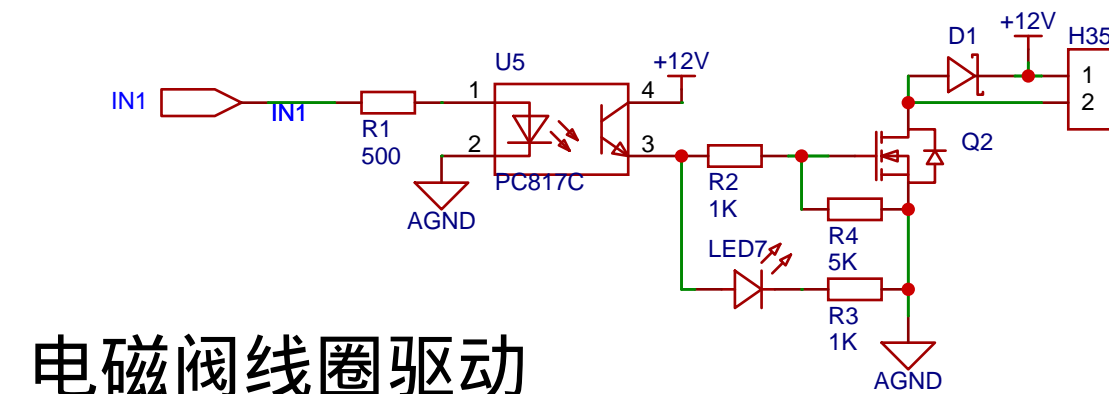 +12V
D1
H35
U5
+12V
IN1
1
4
1
IN1
2
R1
500
2
3
Q2
PC817C
R2
1K
AGND
R4
5K
LED7
R3
1K
电磁阀线圈驱动
AGND